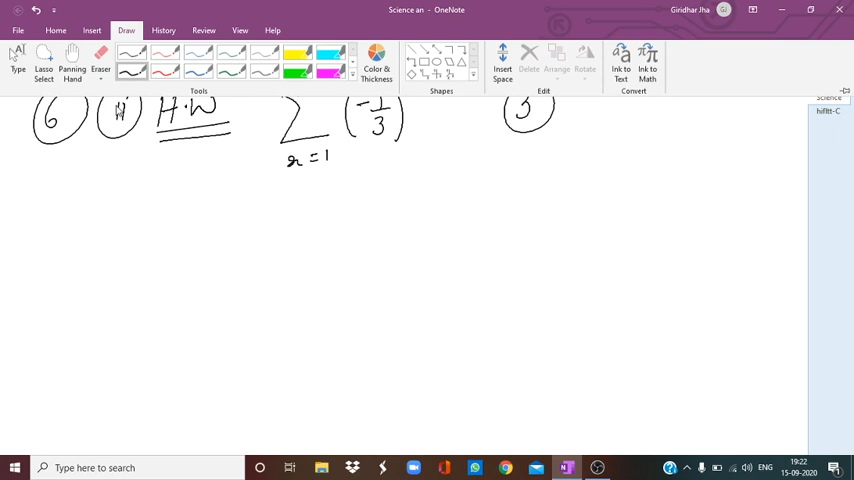 Science an - OneNote
Giridhar Jha GJ
File Home Insert Draw History Review View Help
Type Lasso Select Panning Hand Eraser Color & Thickness Insert Space Delete Arrange Rotate Ink to Text Ink to Math
Tools Shapes Edit Convert
Science
6 H.W ∑ (-1/3) 3
r = 1
hifltt-C
Type here to search
ENG 19:22
15-09-2020